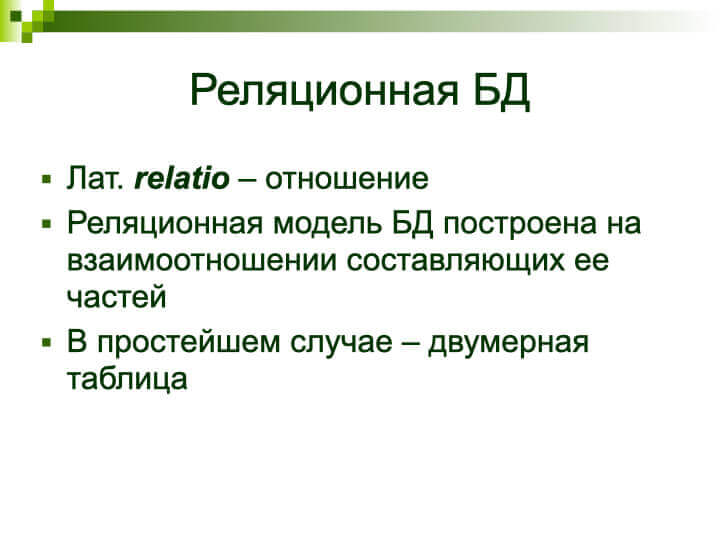 Реляционная БД
▪ Лат. relatio – отношение
▪ Реляционная модель БД построена на
взаимоотношении составляющих ее
частей
▪ В простейшем случае – двумерная
таблица